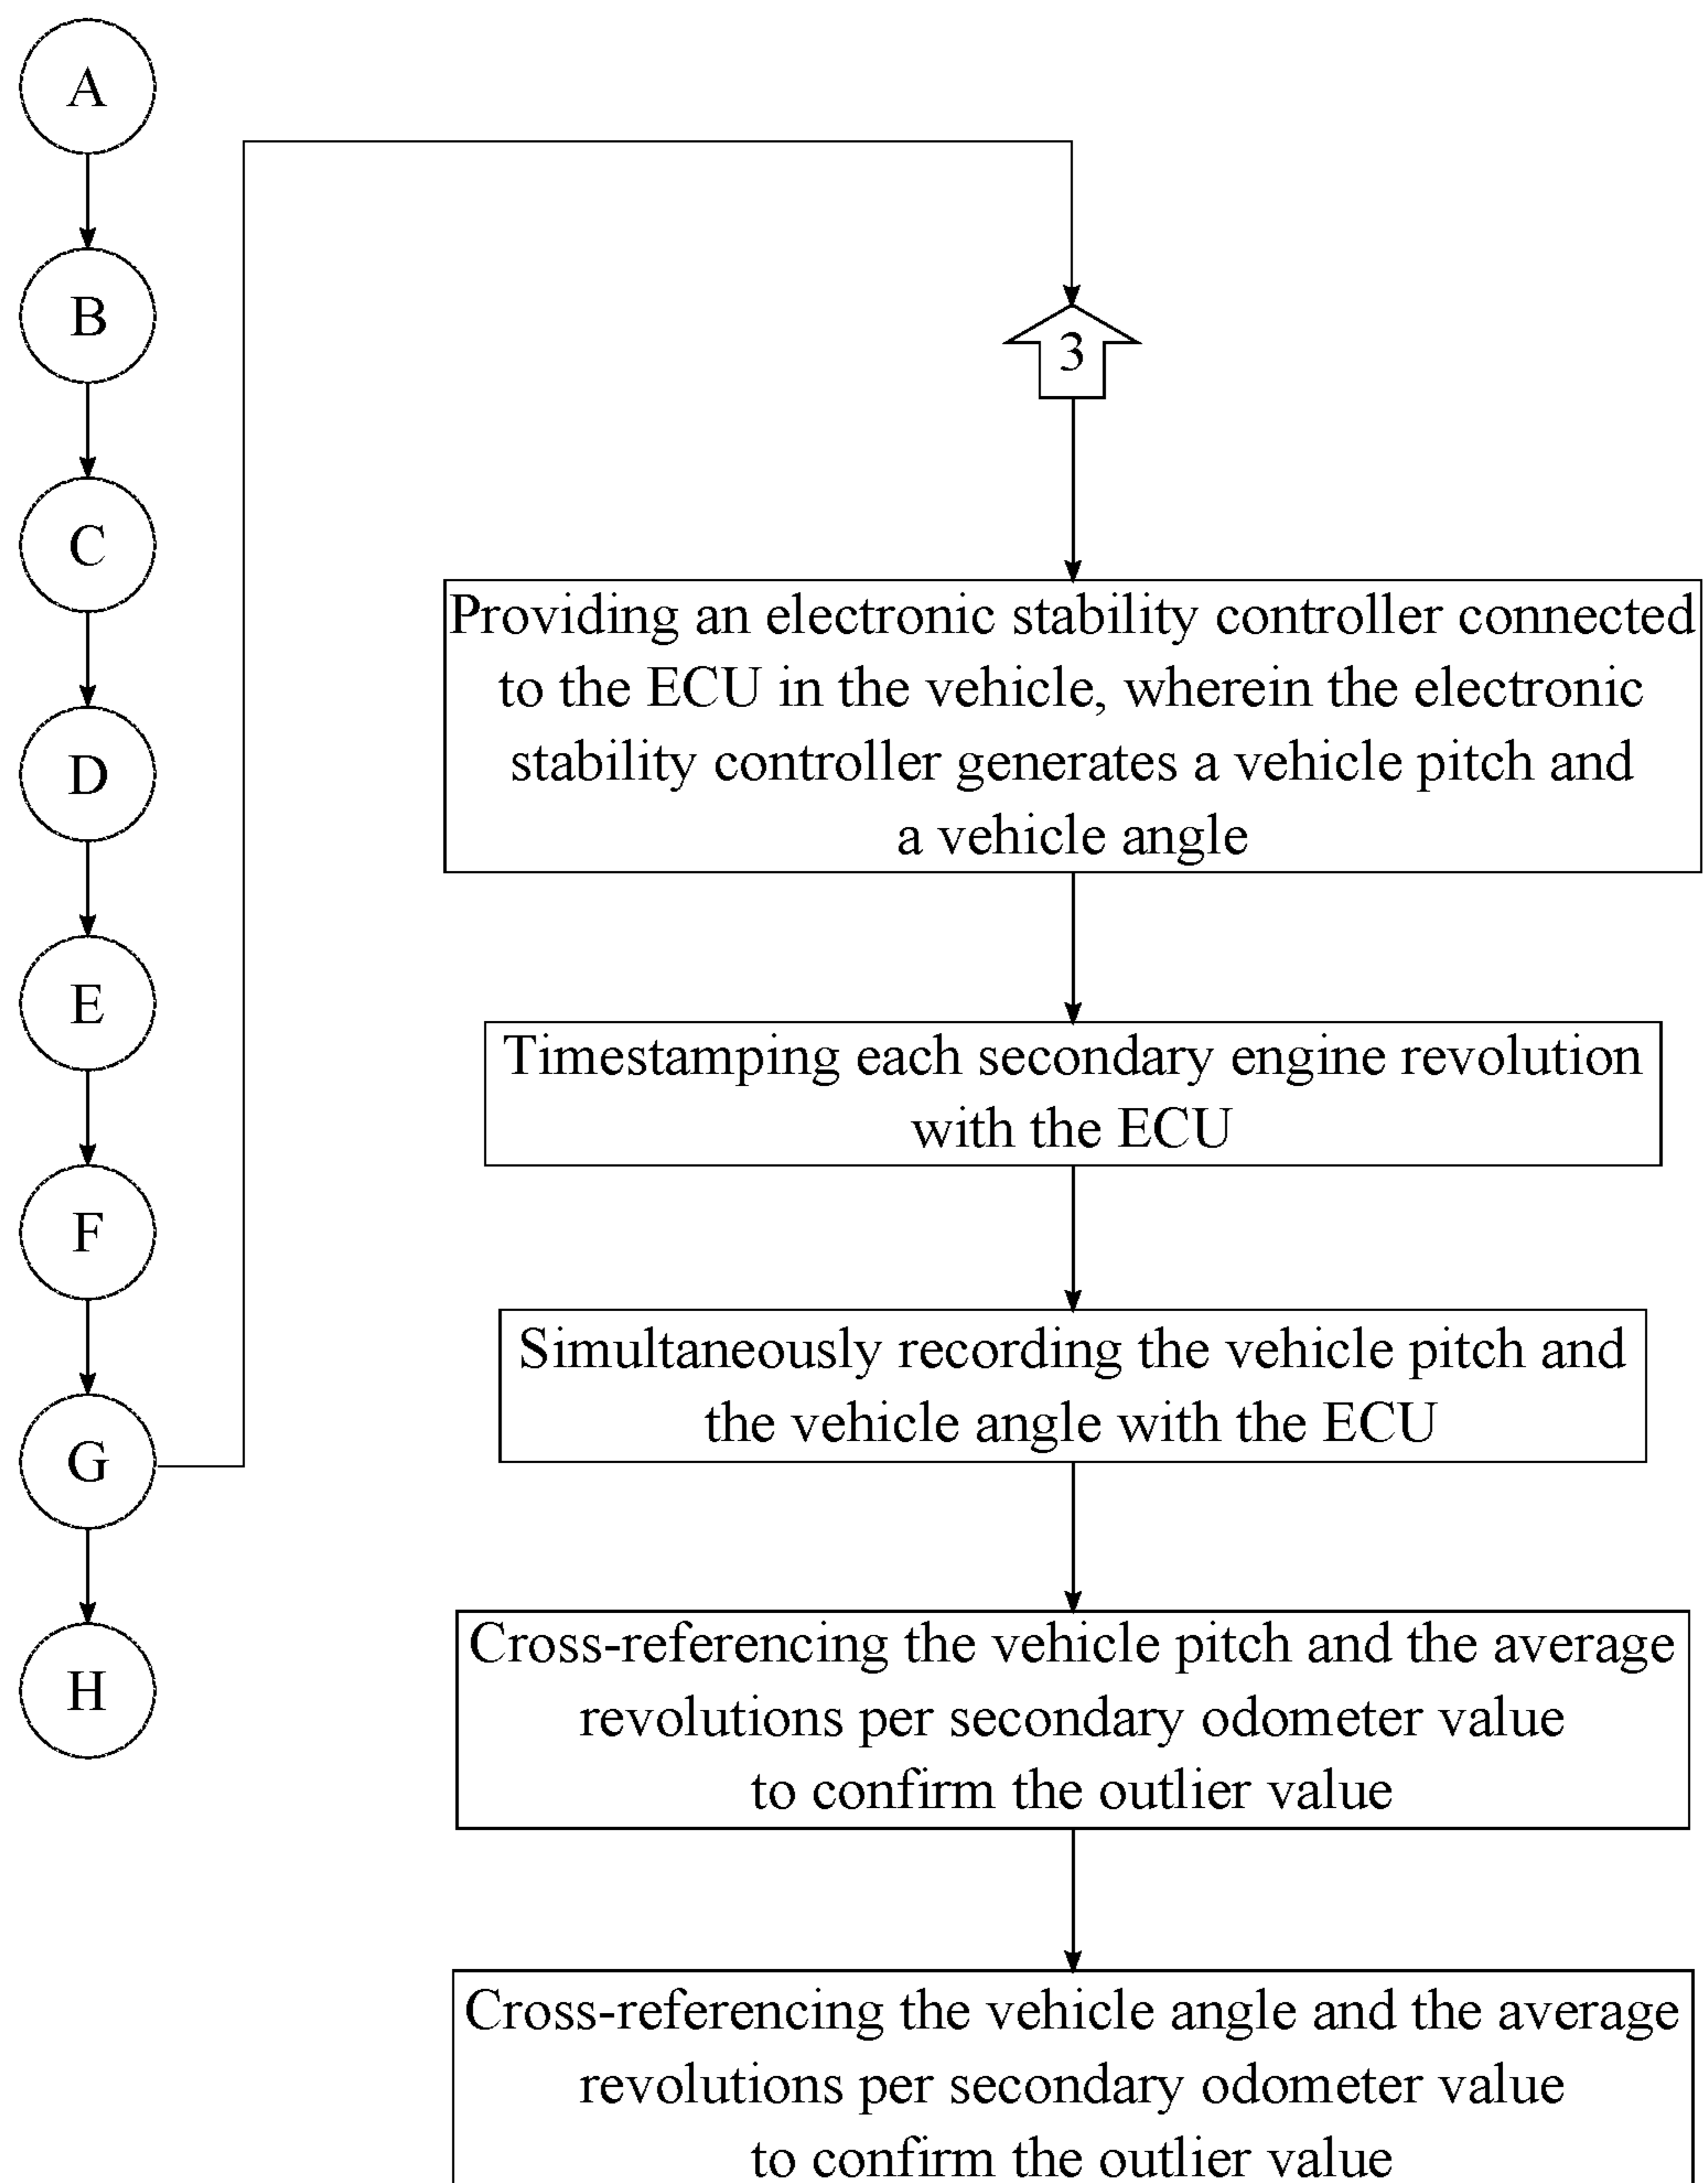 A
B
C
D
E
F
G
H
3
Providing an electronic stability controller connected
to the ECU in the vehicle, wherein the electronic
stability controller generates a vehicle pitch and
a vehicle angle
Timestamping each secondary engine revolution
with the ECU
Simultaneously recording the vehicle pitch and
the vehicle angle with the ECU
Cross-referencing the vehicle pitch and the average
revolutions per secondary odometer value
to confirm the outlier value
Cross-referencing the vehicle angle and the average
revolutions per secondary odometer value
to confirm the outlier value